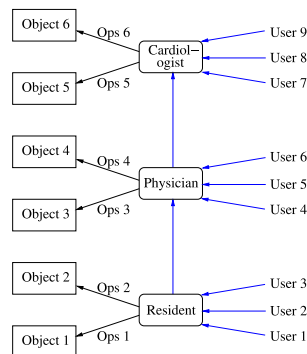 Object 6
Ops 6
User 9
Cardiol-
ogist
User 8
Object 5
Ops 5
User 7
Object 4
Ops 4
User 6
Physician
User 5
Object 3
Ops 3
User 4
Object 2
Ops 2
User 3
Resident
User 2
Object 1
Ops 1
User 1